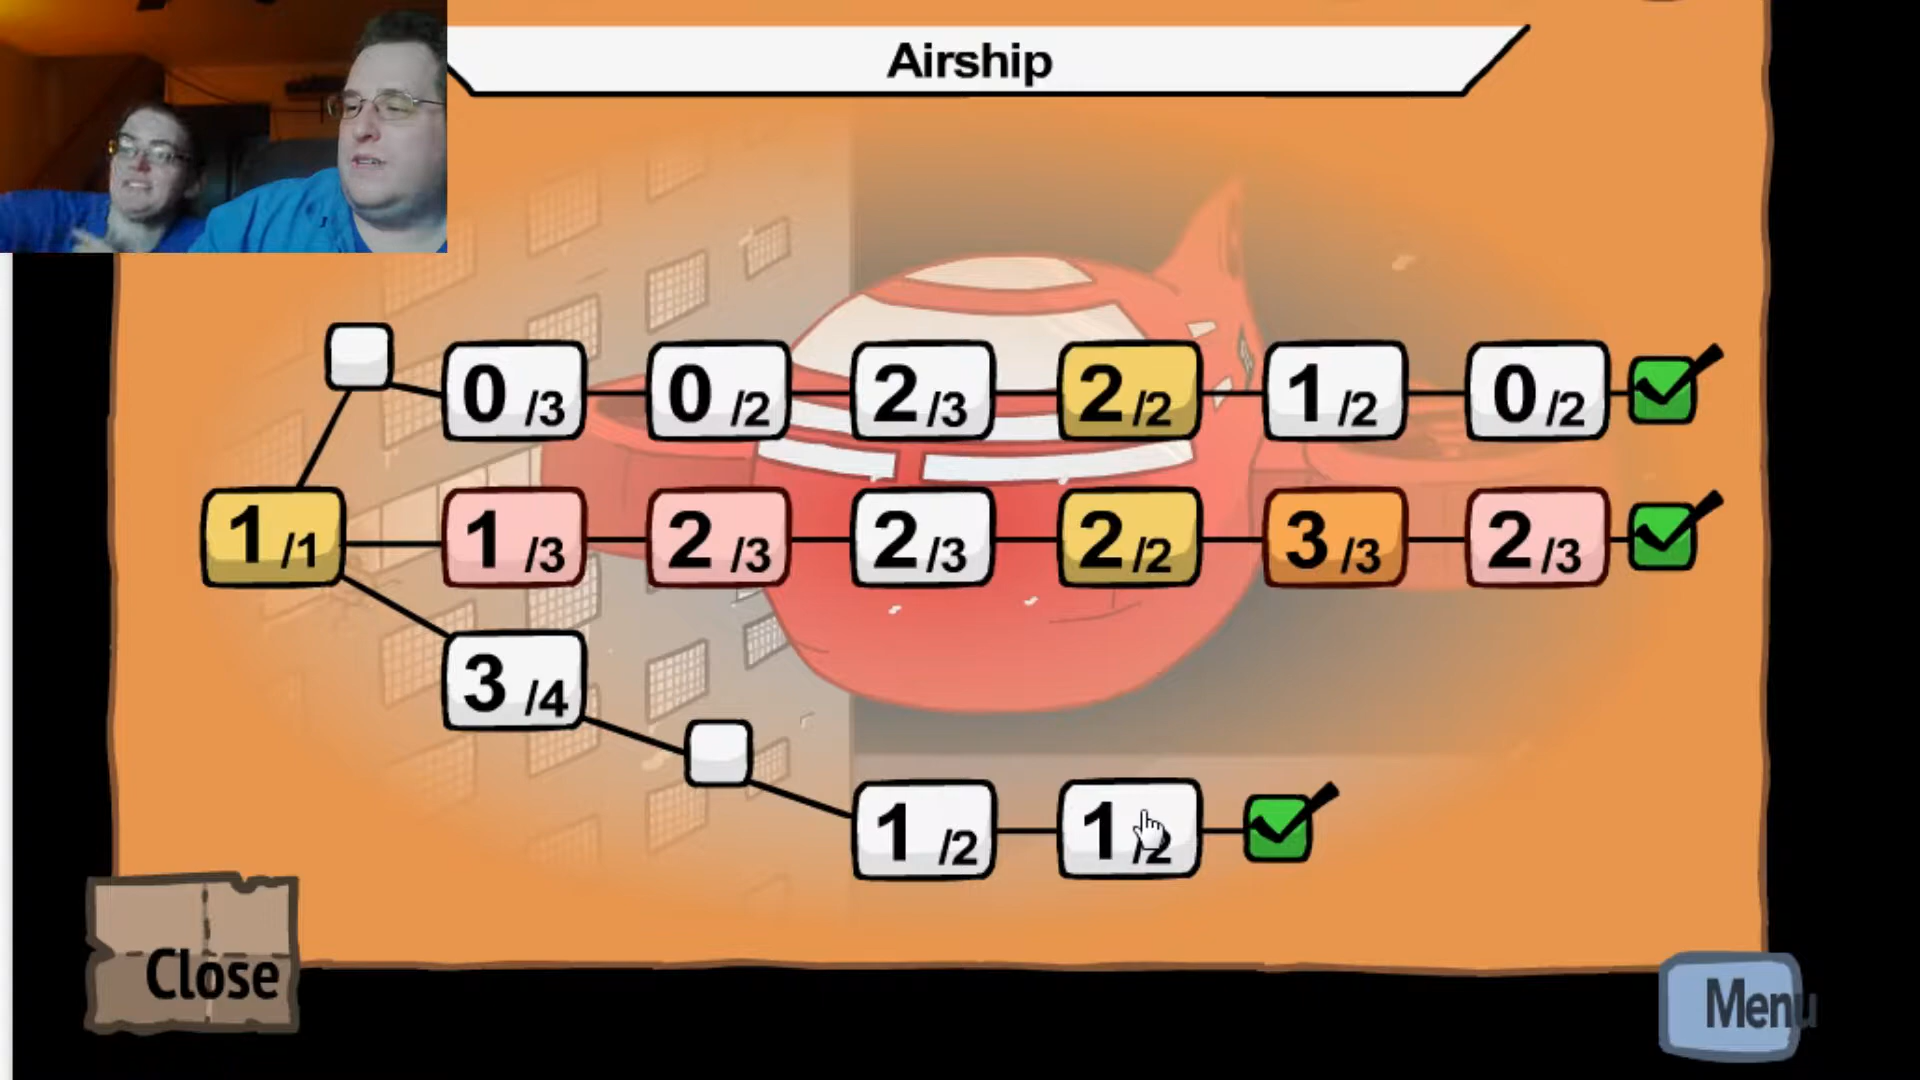 Airship
0/3 0/2 2/3 2/2 1/2 0/2
1/1 1/3 2/3 2/3 2/2 3/3 2/3
3/4
1/2 1/2
Close
Menu